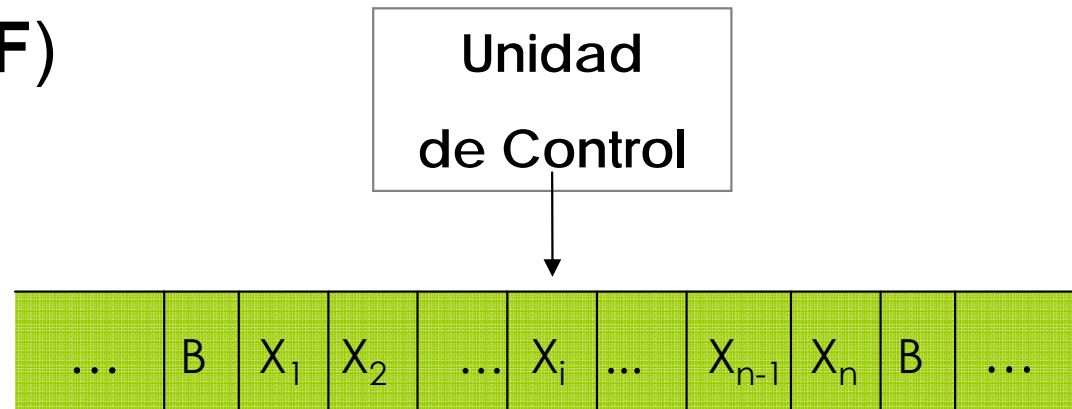 F)
Unidad
de Control
... B X₁ X₂ ... Xᵢ ... Xₙ₋₁ Xₙ B ...